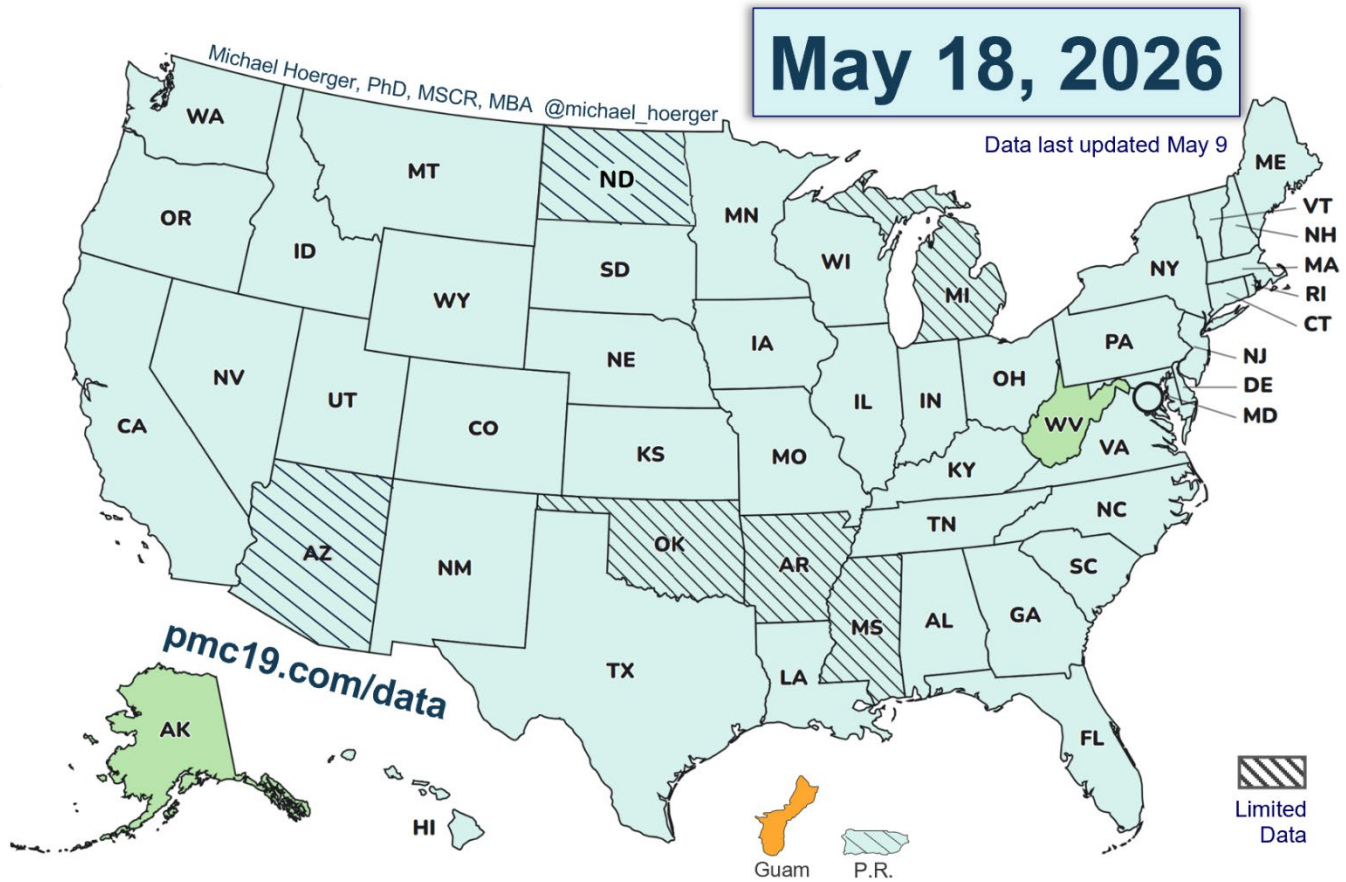 May 18, 2026
Michael Hoerger, PhD, MSCR, MBA @michael_hoerger
Data last updated May 9
WA
MT
ND
MN
ME
VT
NH
MA
RI
CT
OR
ID
SD
WI
MI
NY
WY
IA
PA
NJ
DE
MD
NV
UT
NE
IL
IN
OH
WV
VA
CA
CO
KS
MO
KY
AZ
NM
OK
AR
TN
NC
SC
MS
AL
GA
TX
LA
FL
pmc19.com/data
AK
HI
Guam
P.R.
Limited
Data